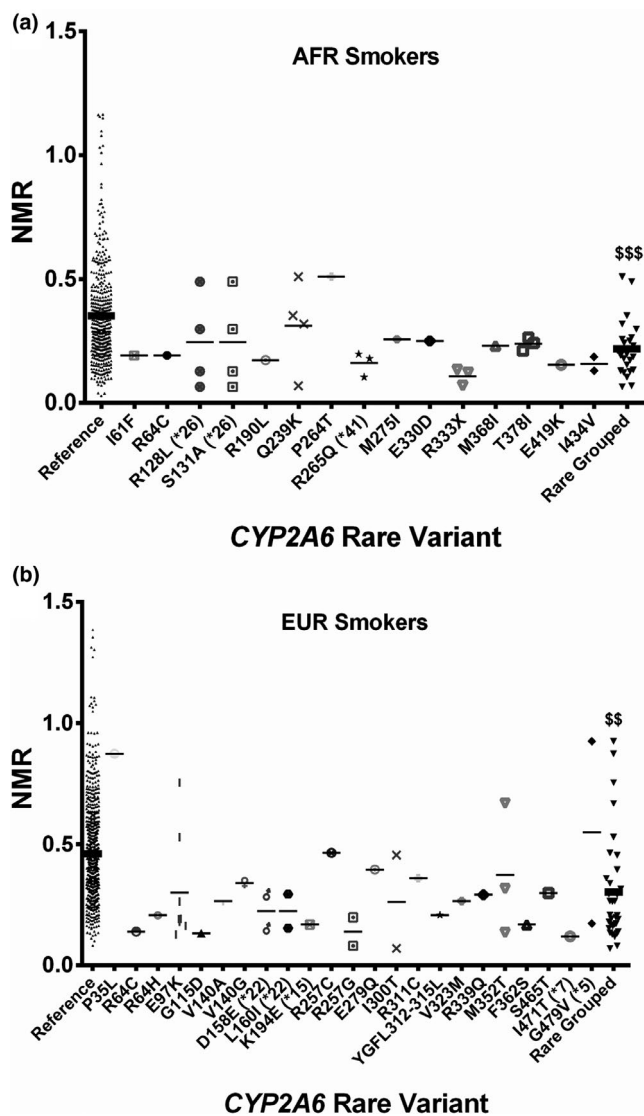 (a)
AFR Smokers
NMR
1.5
1.0
0.5
0.0
$$$
Reference
I61F
R64C
R128L (*26)
S131A (*26)
R190L
Q239K
P264T
R265Q (*41)
M275I
E330D
R333X
M368I
T378I
E419K
I434V
Rare Grouped
CYP2A6 Rare Variant
(b)
EUR Smokers
NMR
1.5
1.0
0.5
0.0
$$
Reference
P35L
R64C
R64H
E97K
G115D
V140A
V140G
D158E (*22)
L160I (*22)
K194E (*15)
R257C
R257G
E279Q
I300T
R311C
YGFL312-315L
V323M
R339Q
M352T
F362S
S465T
I471T (*7)
G479V (*5)
Rare Grouped
CYP2A6 Rare Variant